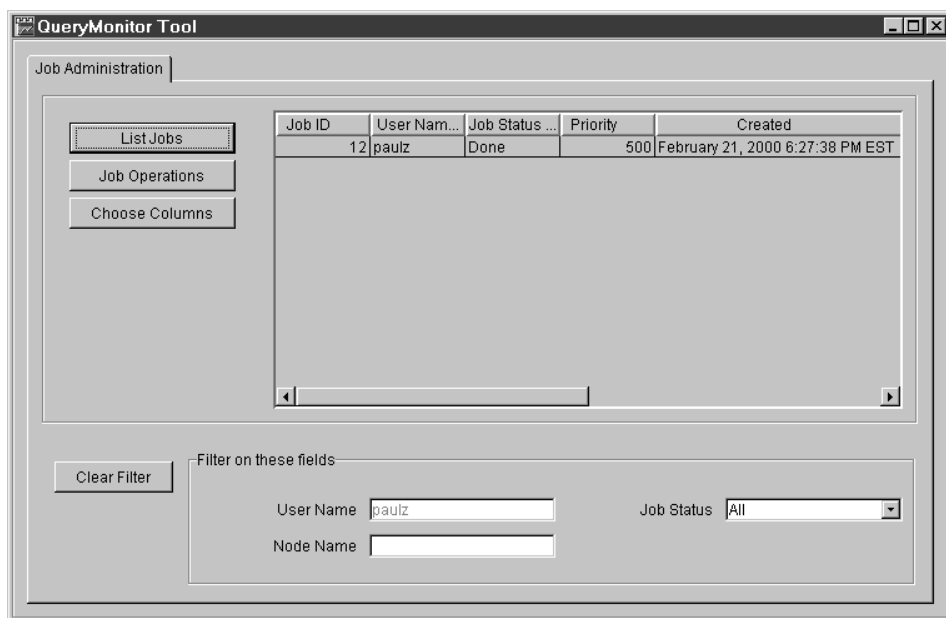 QueryMonitor Tool
Job Administration
List Jobs
Job Operations
Choose Columns
Job ID User Nam... Job Status ... Priority Created
12 paulz Done 500 February 21, 2000 6:27:38 PM EST
Clear Filter
Filter on these fields
User Name paulz Job Status All
Node Name